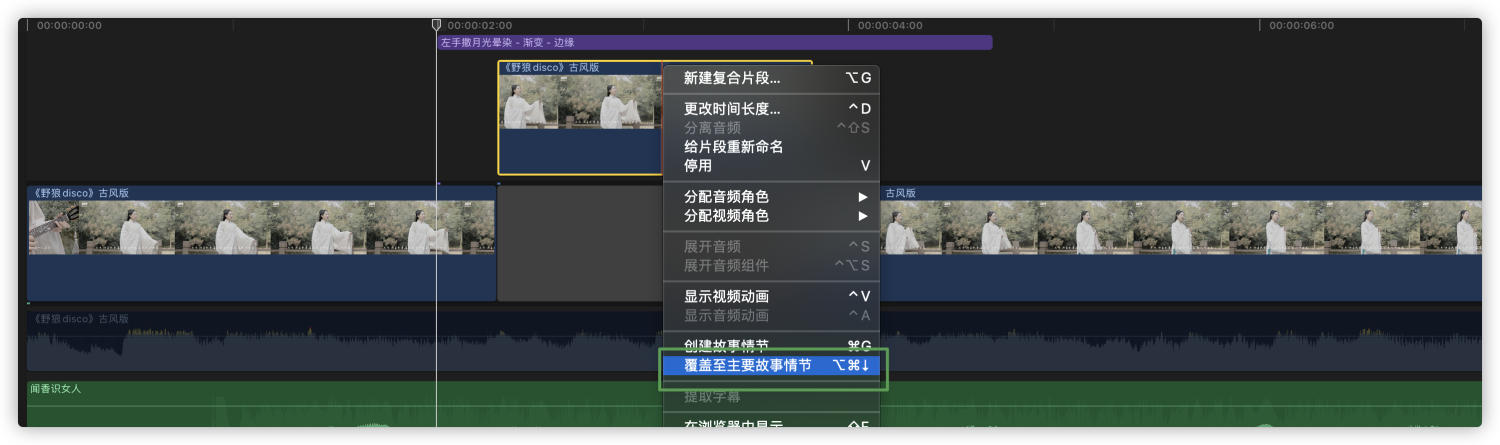 00:00:00:00
00:00:02:00
00:00:04:00
00:00:06:00
左手撒月光晕染 - 渐变 - 边缘
《野狼disco》古风版
新建复合片段... ⌥G
更改时间长度... ^D
分离音频 ^⇧S
给片段重新命名
停用 V
《野狼disco》古风版
古风版
分配音频角色 ▶
分配视频角色 ▶
展开音频 ^S
展开音频组件 ^⌥S
显示视频动画 ^V
显示音频动画 ^A
《野狼disco》古风版
创建故事情节 ⌘G
覆盖至主要故事情节 ⌥⌘↓
闻香识女人
提取字幕
在浏览器中显示 ⇧F